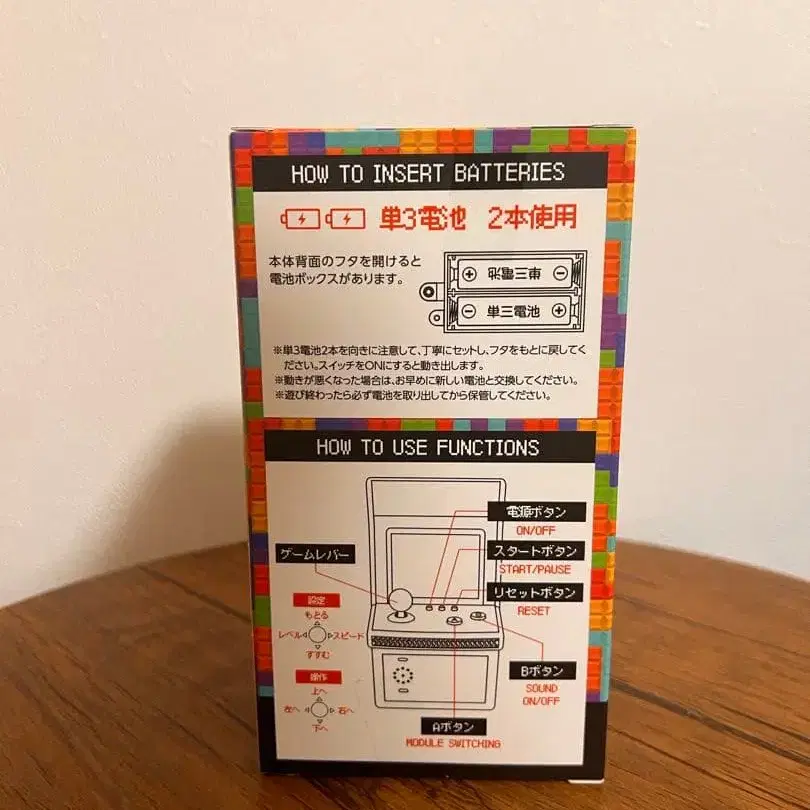 HOW TO INSERT BATTERIES
単3電池 2本使用
本体背面のフタを開けると
電池ボックスがあります。
単三電池
単三電池
※単3電池2本を向きに注意して、丁寧にセットし、フタをもとに戻してく
ださい。スイッチをONにすると動き出します。
※動きが悪くなった場合は、お早めに新しい電池と交換してください。
※遊び終わったら必ず電池を取り出してから保管してください。
HOW TO USE FUNCTIONS
電源ボタン
ON/OFF
ゲームレバー
スタートボタン
START/PAUSE
リセットボタン
RESET
設定
もどる
レベル
スピード
すすむ
操作
上へ
左へ
右へ
下へ
Bボタン
SOUND
ON/OFF
Aボタン
MODULE SWITCHING